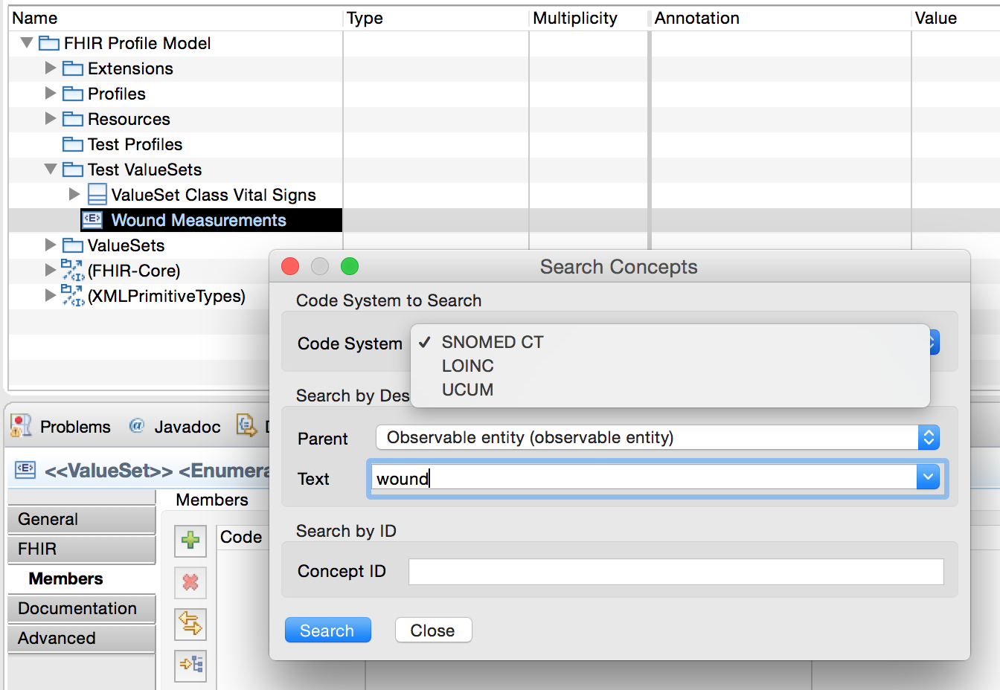 Name Type Multiplicity Annotation Value
FHIR Profile Model
Extensions
Profiles
Resources
Test Profiles
Test ValueSets
ValueSet Class Vital Signs
<E> Wound Measurements
ValueSets
(FHIR-Core)
(XMLPrimitiveTypes)
Search Concepts
Code System to Search
Code System
✓ SNOMED CT
LOINC
UCUM
Search by Des
Parent Observable entity (observable entity)
Text wound
Search by ID
Concept ID
Search Close
Problems @ Javadoc
<E> <<ValueSet>> <Enumera
Members
General
FHIR
Members
Documentation
Advanced
Code